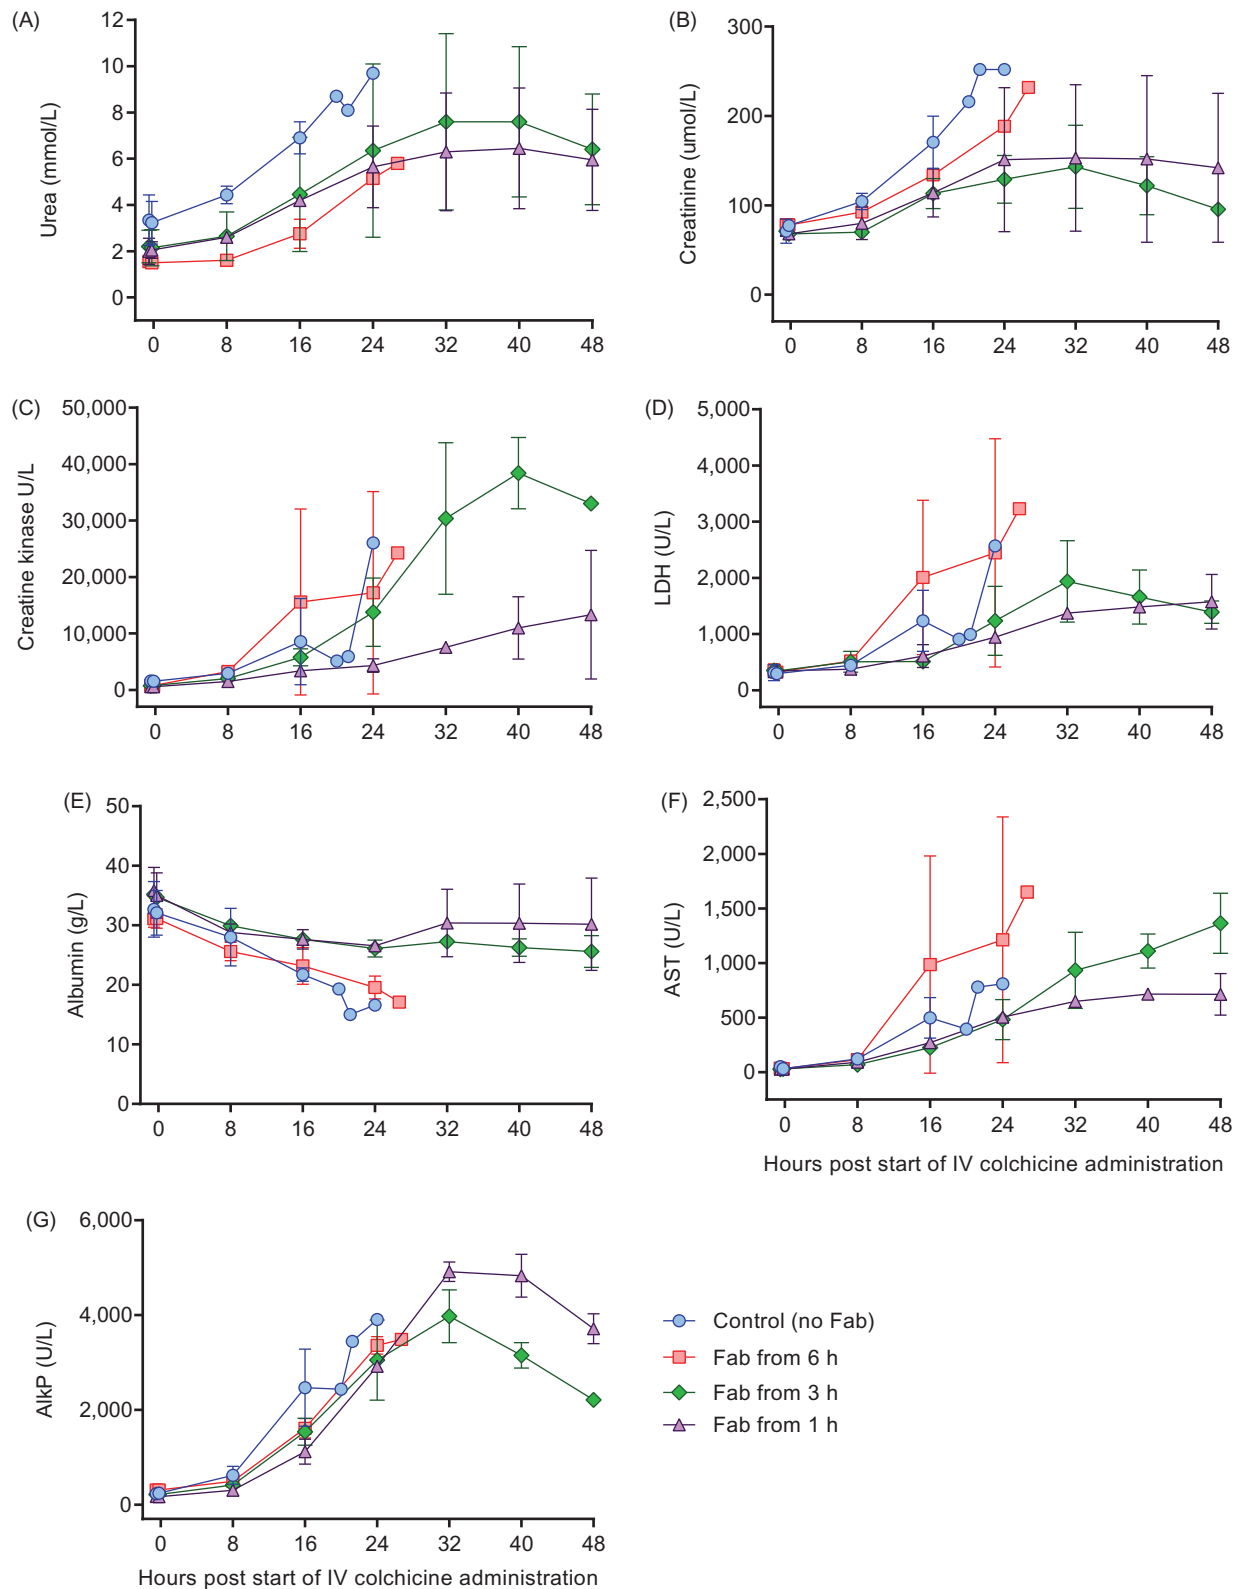 (A)
Urea (mmol/L)
12
10
8
6
4
2
0
0 8 16 24 32 40 48
(B)
Creatinine (umol/L)
300
200
100
0
0 8 16 24 32 40 48
(C)
Creatine kinase U/L
50,000
40,000
30,000
20,000
10,000
0
0 8 16 24 32 40 48
(D)
LDH (U/L)
5,000
4,000
3,000
2,000
1,000
0
0 8 16 24 32 40 48
(E)
Albumin (g/L)
50
40
30
20
10
0
0 8 16 24 32 40 48
(F)
AST (U/L)
2,500
2,000
1,500
1,000
500
0
0 8 16 24 32 40 48
Hours post start of IV colchicine administration
(G)
AlkP (U/L)
6,000
4,000
2,000
0
0 8 16 24 32 40 48
Hours post start of IV colchicine administration
Control (no Fab)
Fab from 6 h
Fab from 3 h
Fab from 1 h